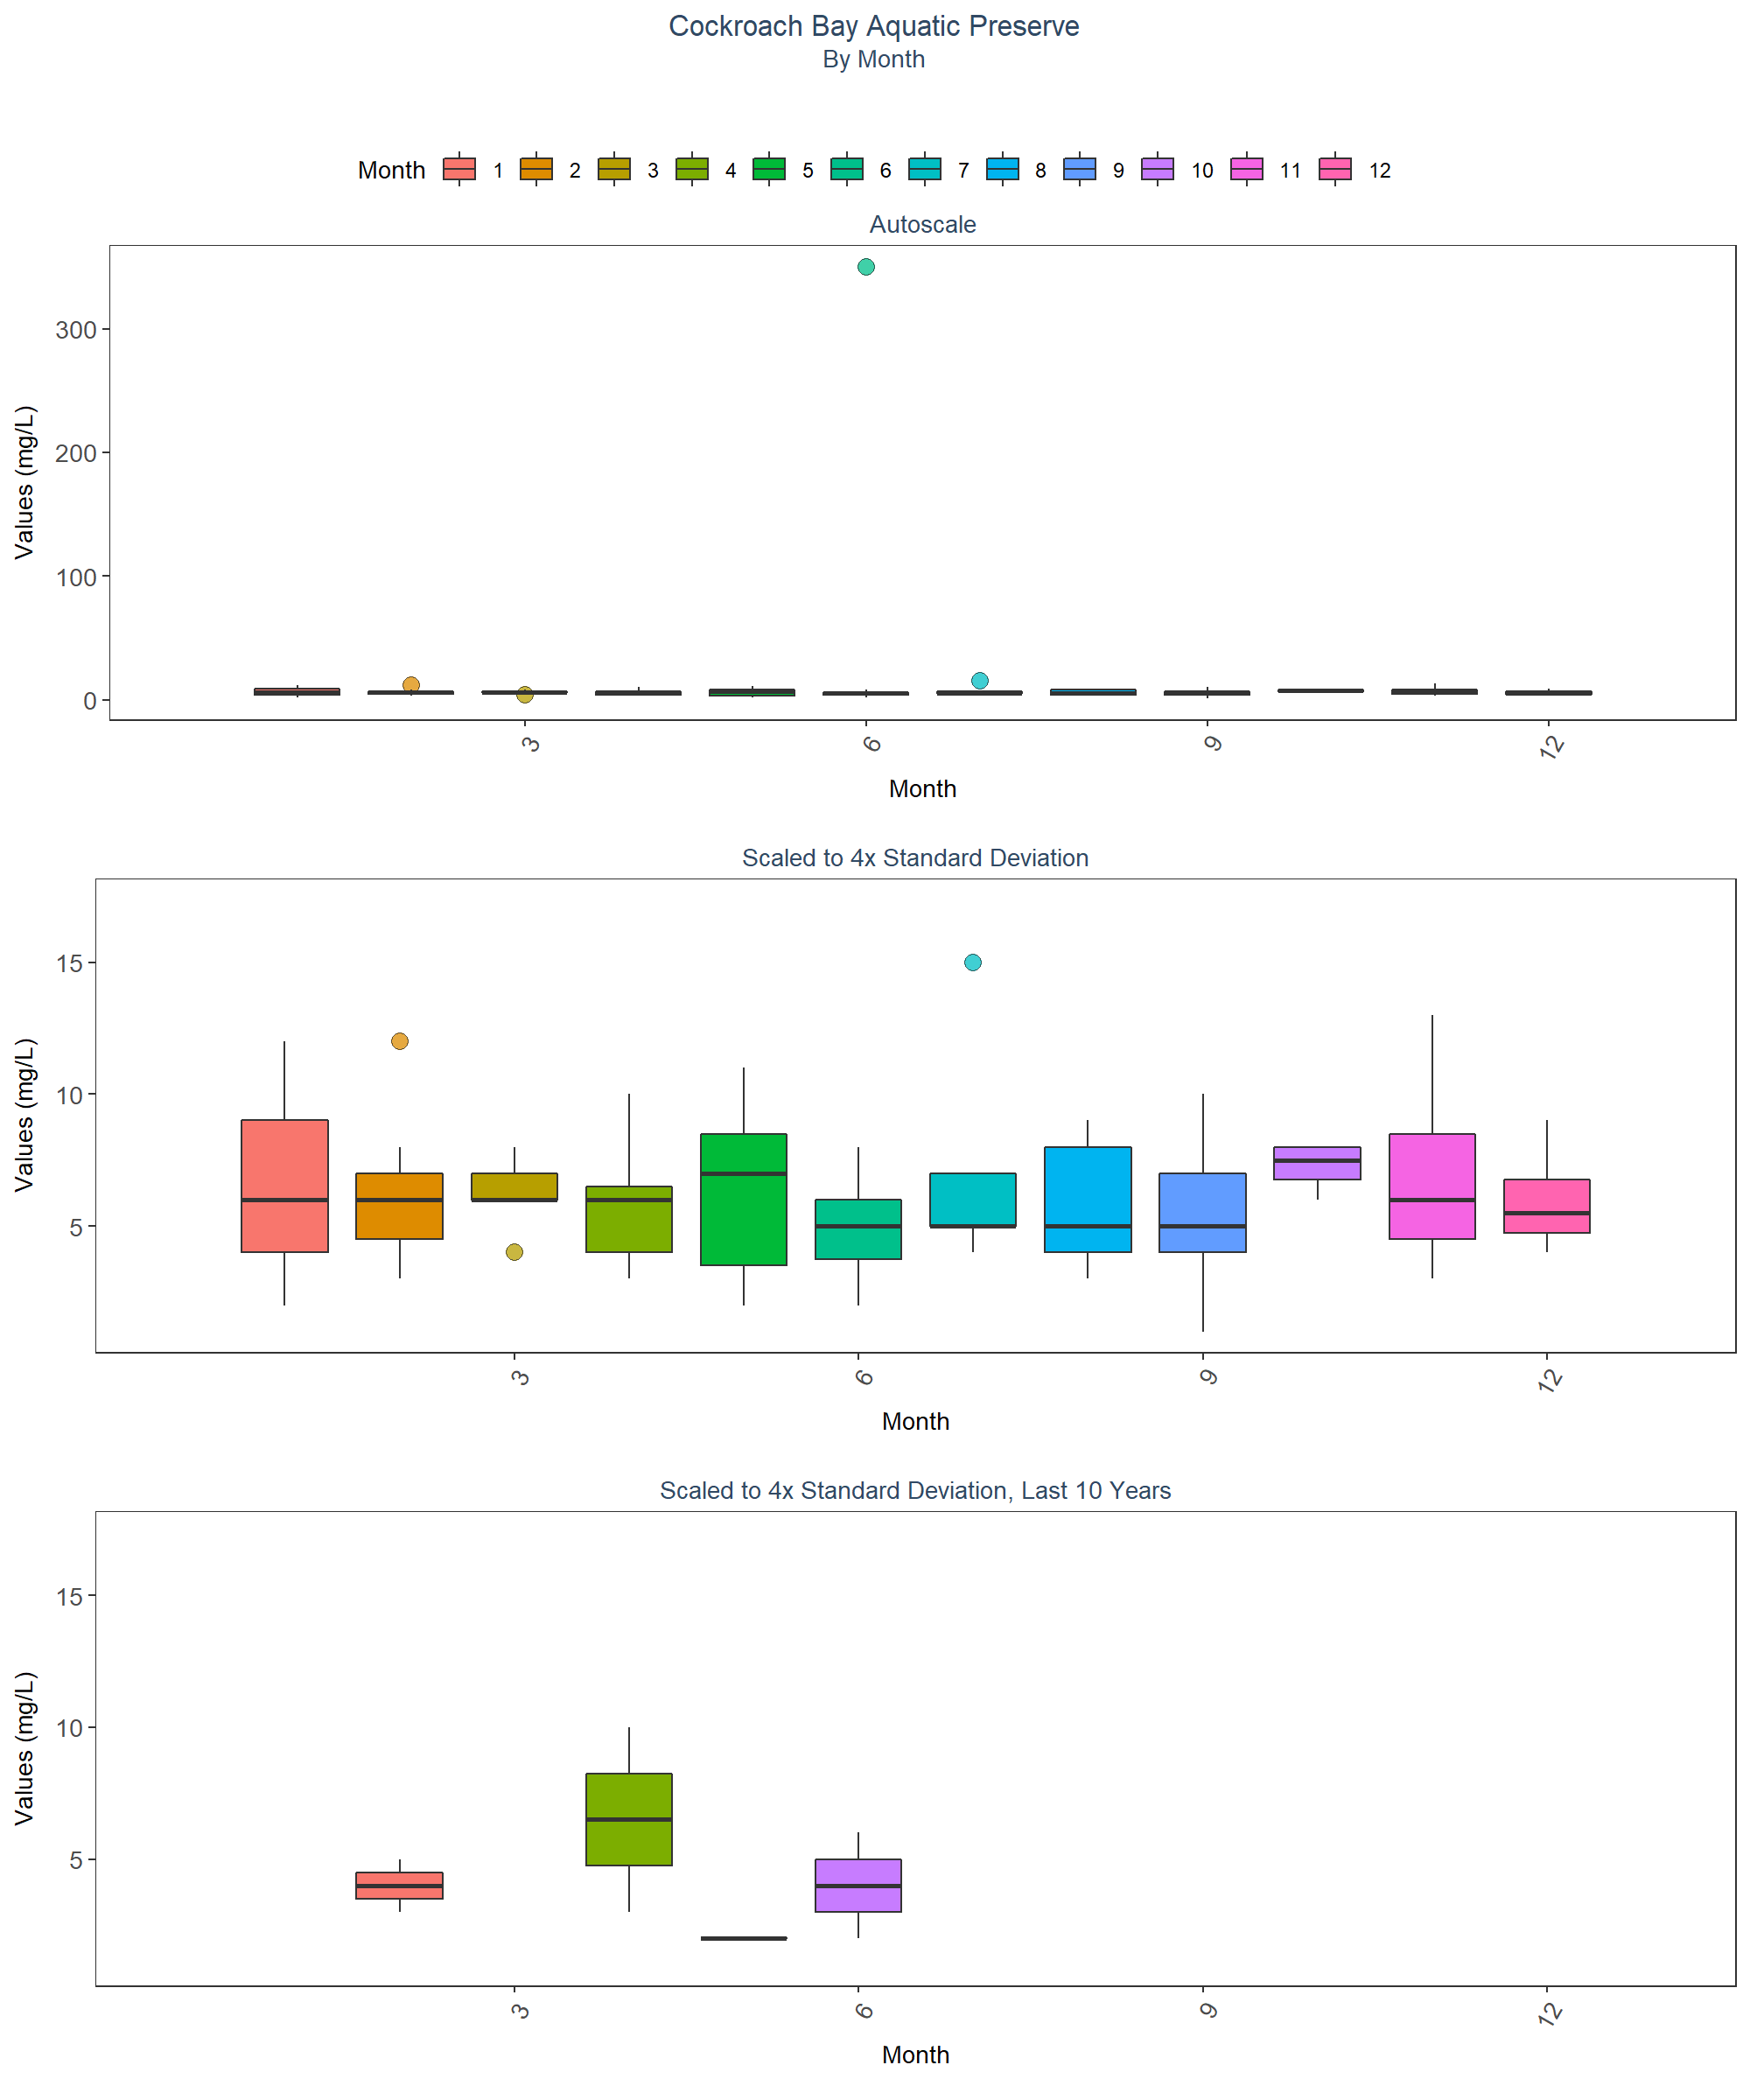 Cockroach Bay Aquatic Preserve
By Month
Month 1 2 3 4 5 6 7 8 9 10 11 12
Autoscale
Values (mg/L)
300
200
100
0
3 6 9 12
Month
Scaled to 4x Standard Deviation
Values (mg/L)
15
10
5
3 6 9 12
Month
Scaled to 4x Standard Deviation, Last 10 Years
Values (mg/L)
15
10
5
3 6 9 12
Month